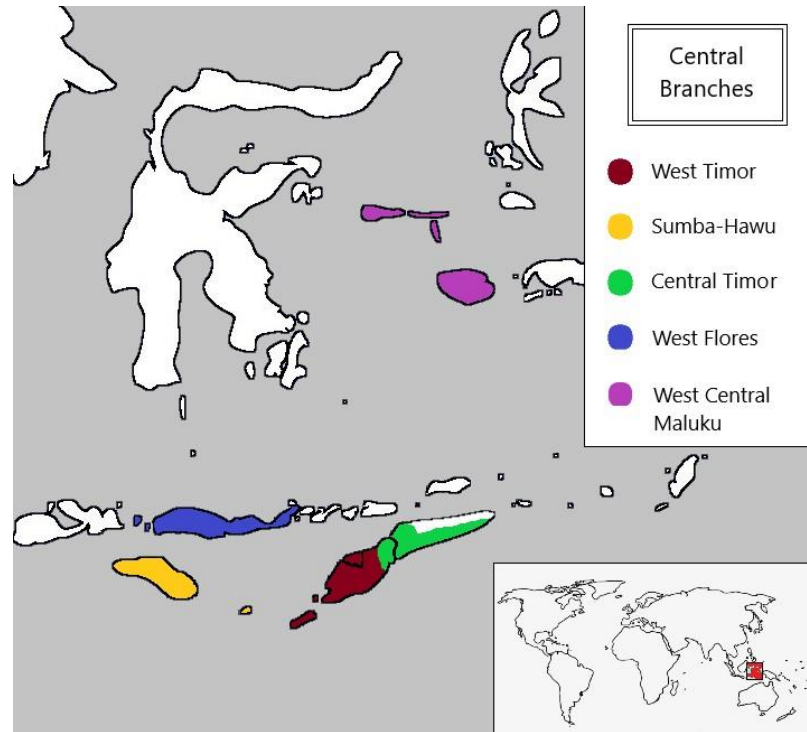 Central
Branches
West Timor
Sumba-Hawu
Central Timor
West Flores
West Central
Maluku